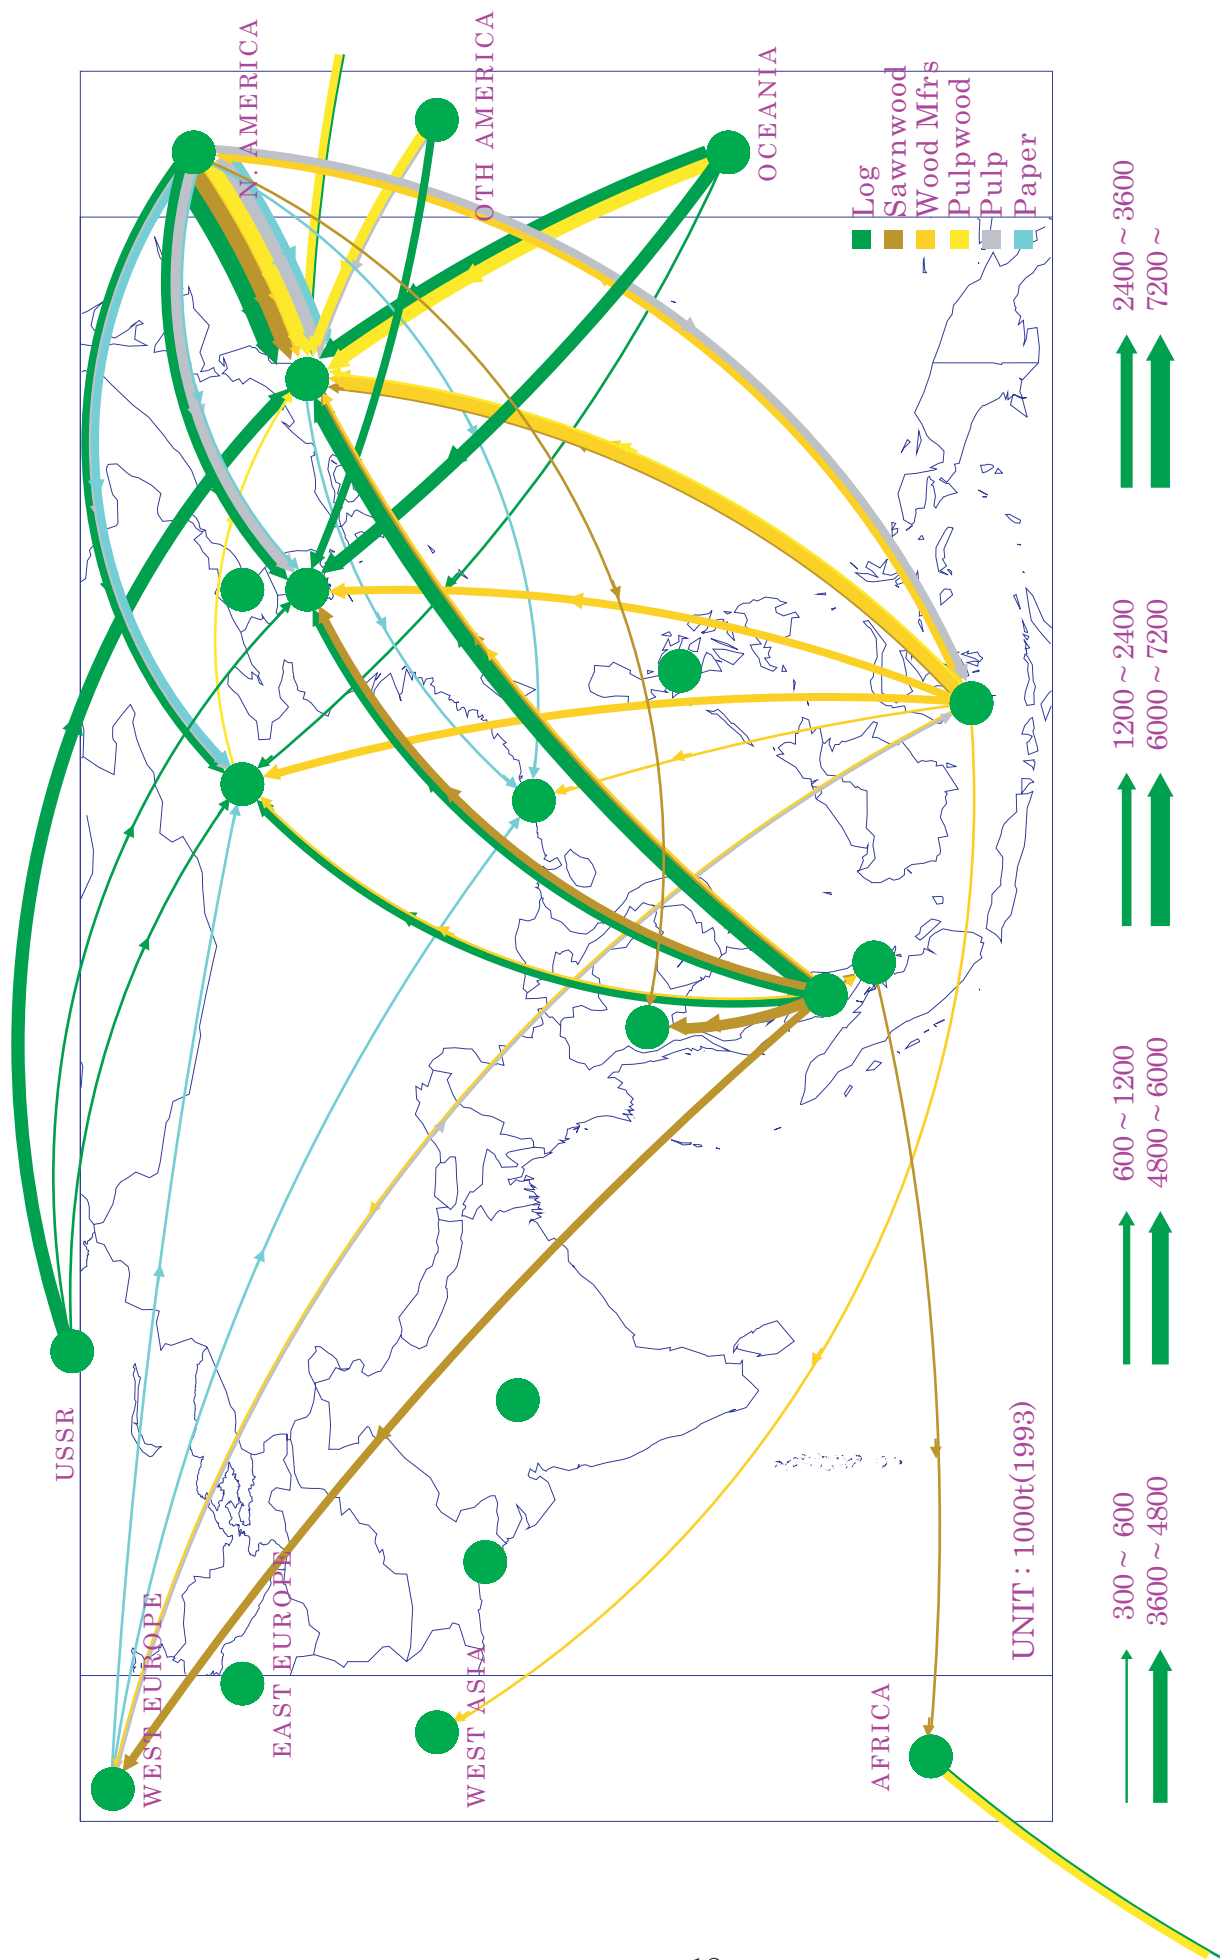 USSR
WEST EUROPE
EAST EUROPE
WEST ASIA
AFRICA
N. AMERICA
OTH AMERICA
OCEANIA
Log
Sawnwood
Wood Mfrs
Pulpwood
Pulp
Paper
UNIT : 1000t(1993)
300 ~ 600
600 ~ 1200
1200 ~ 2400
2400 ~ 3600
3600 ~ 4800
4800 ~ 6000
6000 ~ 7200
7200 ~